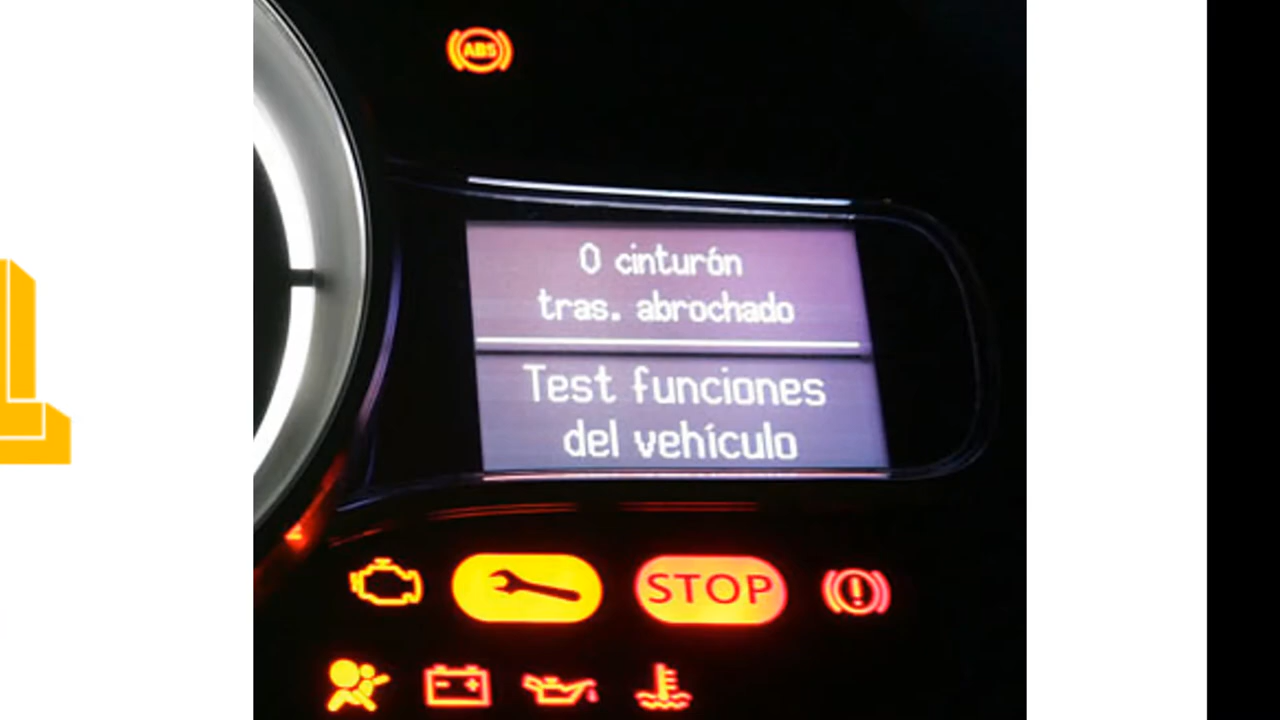 ABS
0 cinturón
tras. abrochado
Test funciones
del vehículo
STOP